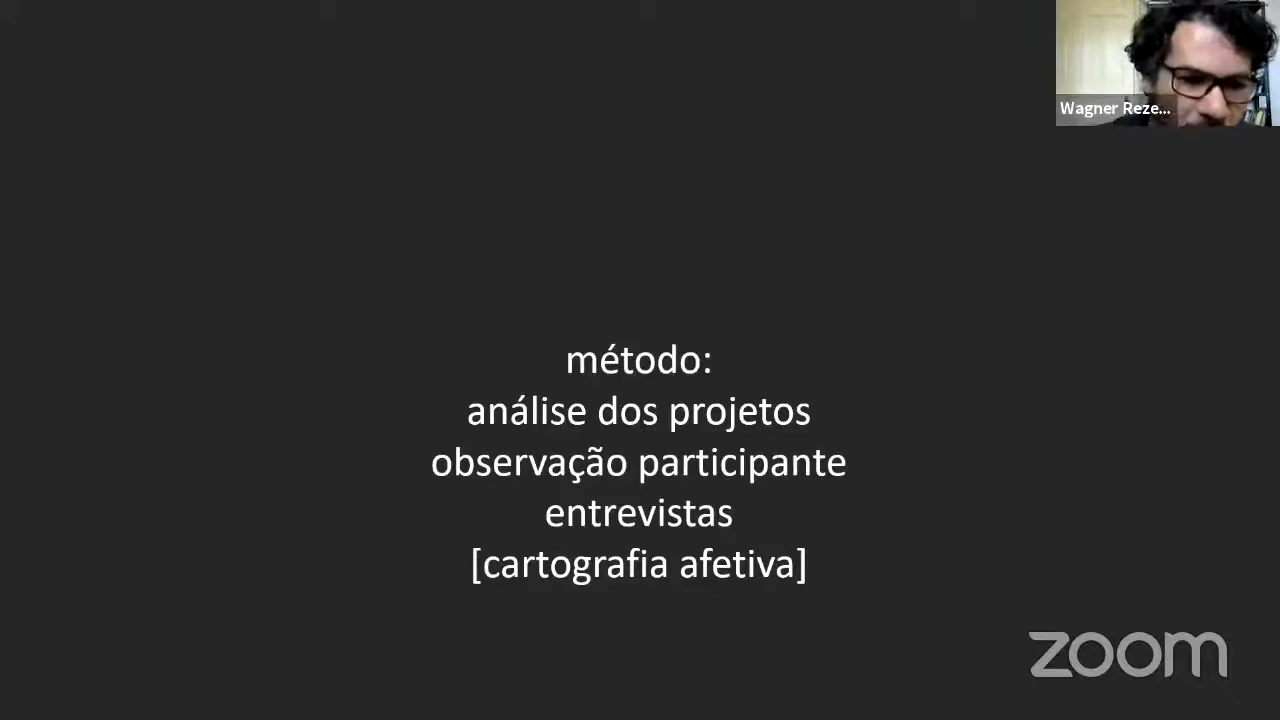 Wagner Reze...
método:
análise dos projetos
observação participante
entrevistas
[cartografia afetiva]
zoom